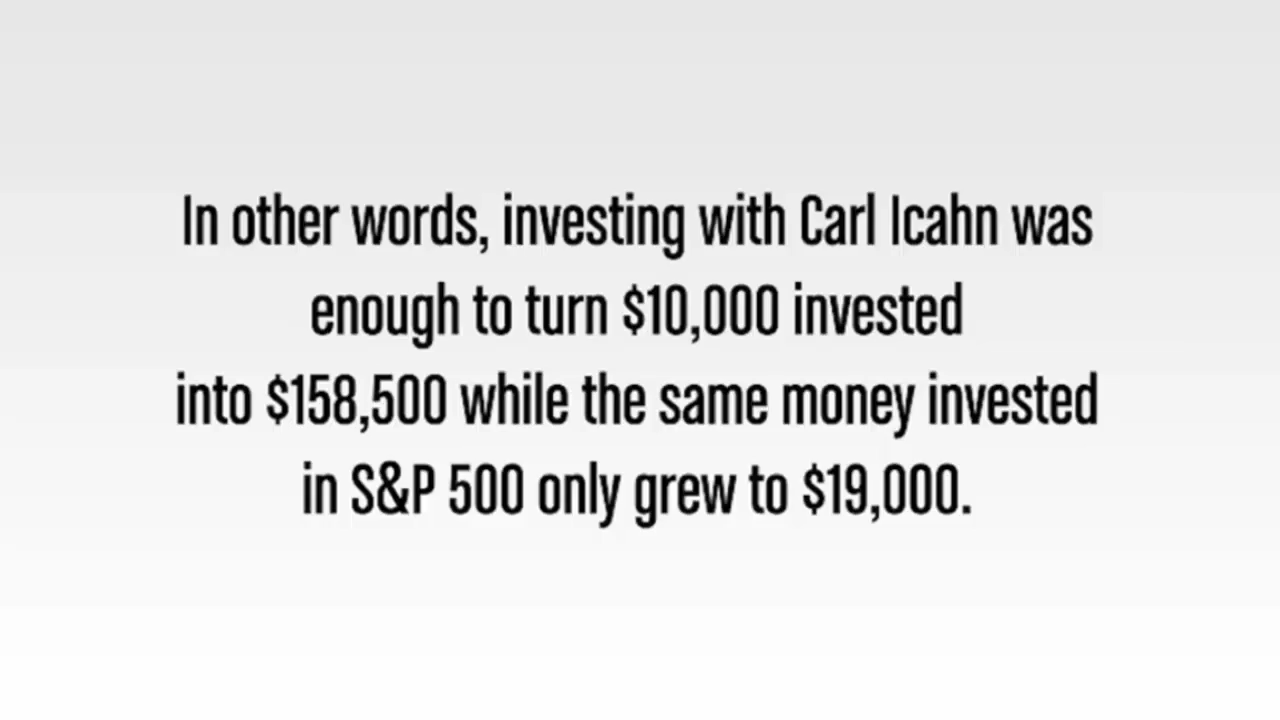 In other words, investing with Carl Icahn was
enough to turn $10,000 invested
into $158,500 while the same money invested
in S&P 500 only grew to $19,000.